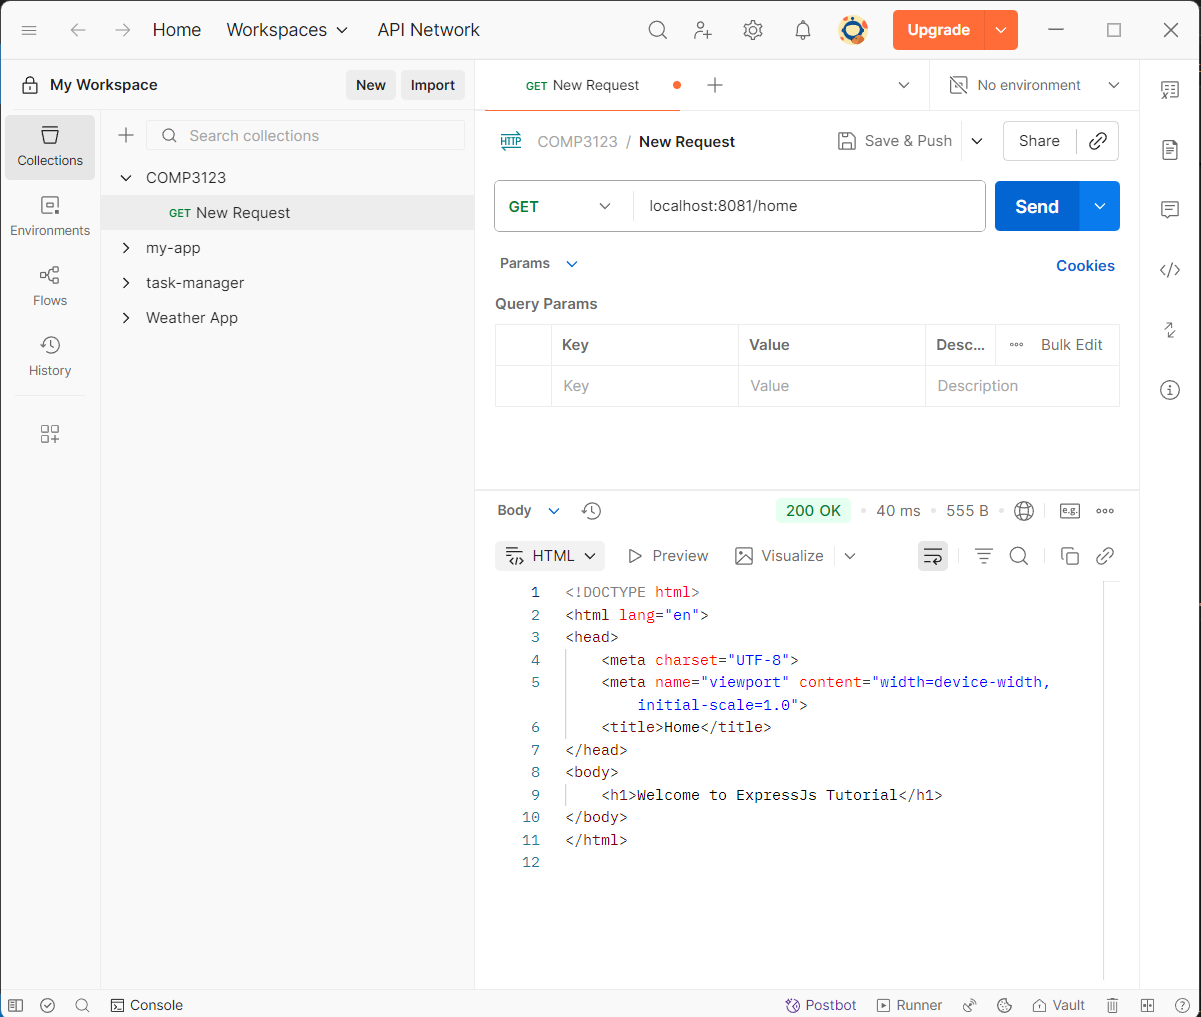 Home Workspaces API Network Upgrade
My Workspace New Import
GET New Request No environment
Collections
Environments
Flows
History
Search collections
COMP3123
GET New Request
my-app
task-manager
Weather App
HTTP COMP3123 / New Request Save & Push Share
GET localhost:8081/home Send
Params Cookies
Query Params
Key Value Desc... Bulk Edit
Key Value Description
Body 200 OK 40 ms 555 B e.g.
HTML Preview Visualize
1 <!DOCTYPE html>
2 <html lang="en">
3 <head>
4 <meta charset="UTF-8">
5 <meta name="viewport" content="width=device-width,
initial-scale=1.0">
6 <title>Home</title>
7 </head>
8 <body>
9 <h1>Welcome to ExpressJs Tutorial</h1>
10 </body>
11 </html>
12
Console Postbot Runner Vault